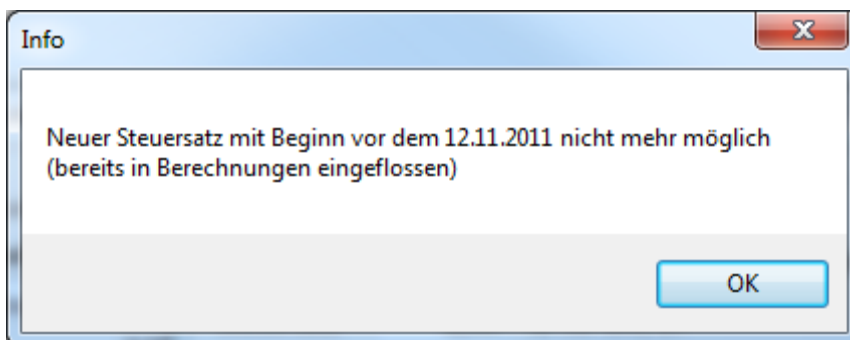 Info
Neuer Steuersatz mit Beginn vor dem 12.11.2011 nicht mehr möglich
(bereits in Berechnungen eingeflossen)
OK